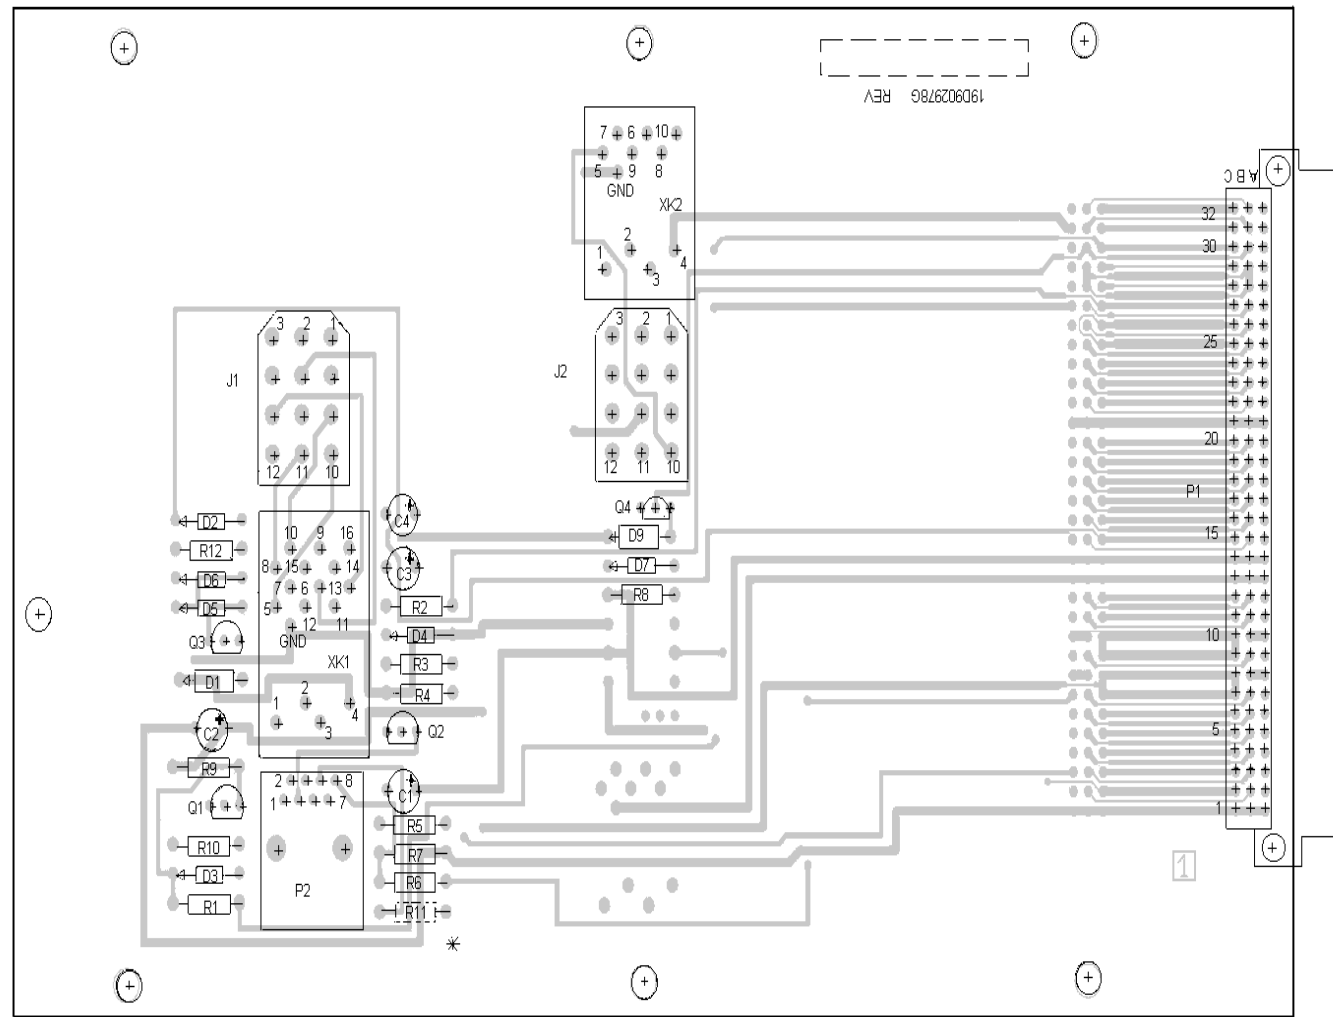 19D902978G REV
7 6 10
5 9 8
GND
XK2
2
1 4
3
C B A
32
30
25
20
P1
15
10
5
1
3 2 1
J1
12 11 10
3 2 1
J2
12 11 10
Q4
D9
D7
R8
D2
R12
D6
D5
Q3
D1
C2
R9
Q1
R10
D3
R1
10 9 16
8 15 14
7 6 13
5 12 11
GND
XK1
2
1 4
3
2 8
1 7
P2
C4
C3
R2
D4
R3
R4
Q2
C1
R5
R7
R6
R11
*
1